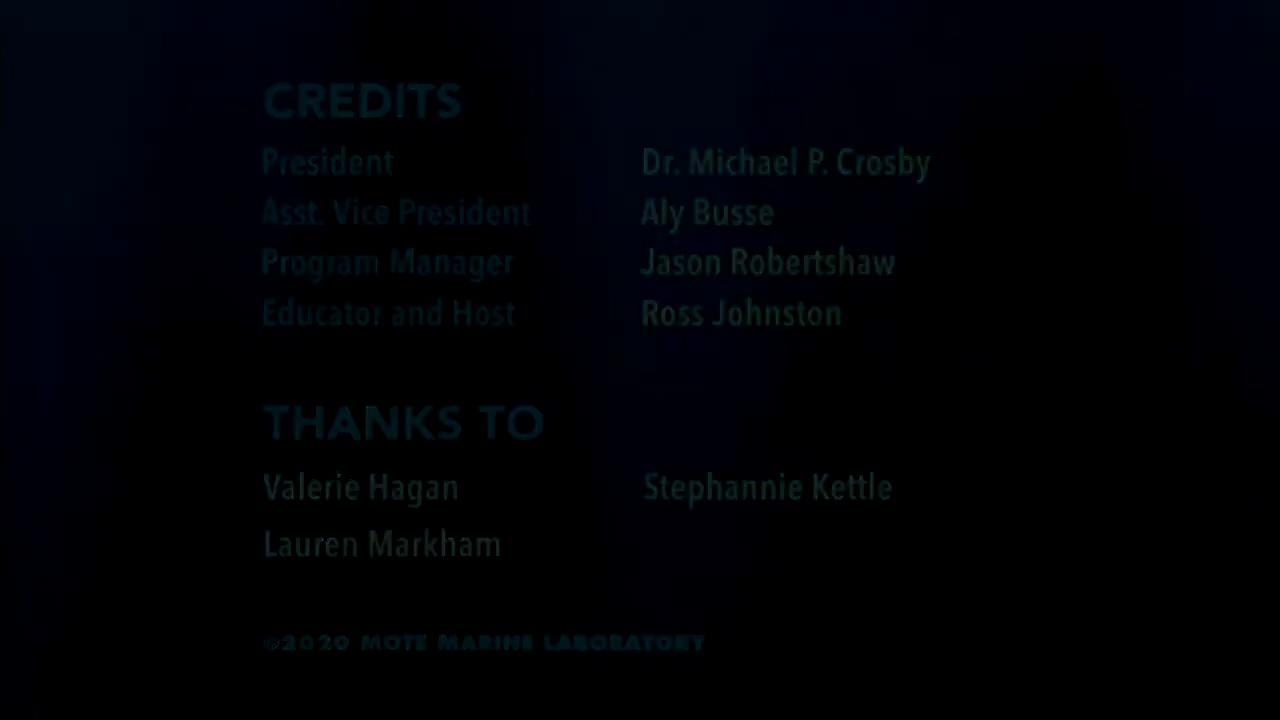 CREDITS
President Dr. Michael P. Crosby
Asst. Vice President Aly Busse
Program Manager Jason Robertshaw
Educator and Host Ross Johnston
THANKS TO
Valerie Hagan Stephannie Kettle
Lauren Markham
©2020 MOTE MARINE LABORATORY